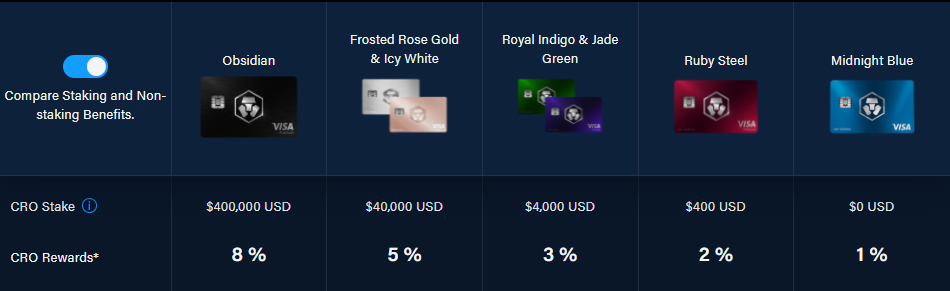 Compare Staking and Non-
staking Benefits.
Obsidian
VISA
Frosted Rose Gold
& Icy White
VISA
Royal Indigo & Jade
Green
VISA
Ruby Steel
VISA
Midnight Blue
VISA
CRO Stake ⓘ
$400,000 USD
$40,000 USD
$4,000 USD
$400 USD
$0 USD
CRO Rewards*
8 %
5 %
3 %
2 %
1 %